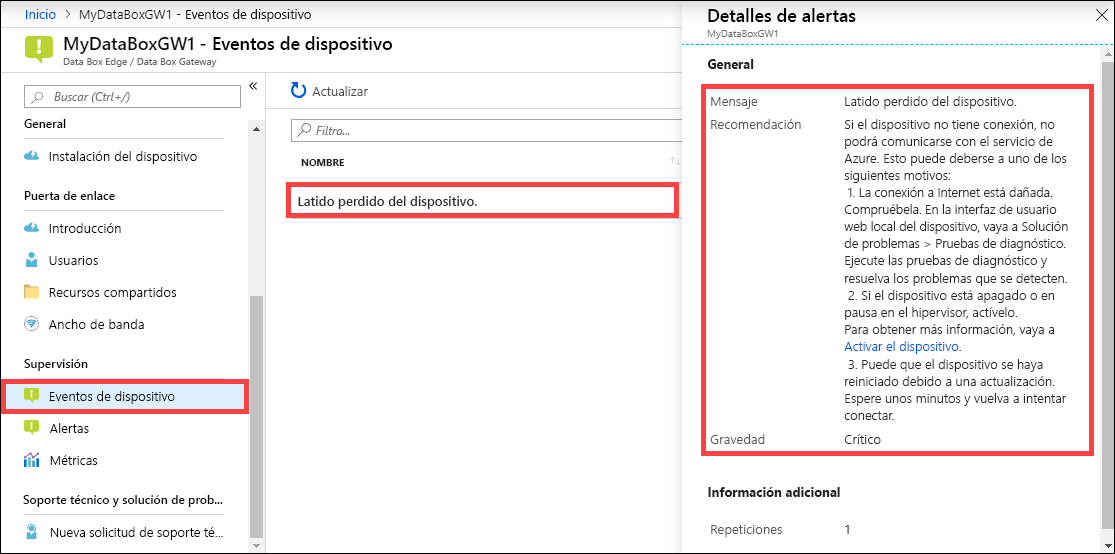 Inicio > MyDataBoxGW1 - Eventos de dispositivo
MyDataBoxGW1 - Eventos de dispositivo
Data Box Edge / Data Box Gateway
Buscar (Ctrl+/)
«
General
Instalación del dispositivo
Puerta de enlace
Introducción
Usuarios
Recursos compartidos
Ancho de banda
Supervisión
Eventos de dispositivo
Alertas
Métricas
Soporte técnico y solución de prob...
Nueva solicitud de soporte té...
Actualizar
Filtro...
NOMBRE
Latido perdido del dispositivo.
Detalles de alertas
MyDataBoxGW1
General
Mensaje Latido perdido del dispositivo.
Recomendación Si el dispositivo no tiene conexión, no
podrá comunicarse con el servicio de
Azure. Esto puede deberse a uno de los
siguientes motivos:
1. La conexión a Internet está dañada.
Compruébela. En la interfaz de usuario
web local del dispositivo, vaya a Solución
de problemas > Pruebas de diagnóstico.
Ejecute las pruebas de diagnóstico y
resuelva los problemas que se detecten.
2. Si el dispositivo está apagado o en
pausa en el hipervisor, actívelo.
Para obtener más información, vaya a
Activar el dispositivo.
3. Puede que el dispositivo se haya
reiniciado debido a una actualización.
Espere unos minutos y vuelva a intentar
conectar.
Gravedad Crítico
Información adicional
Repeticiones 1